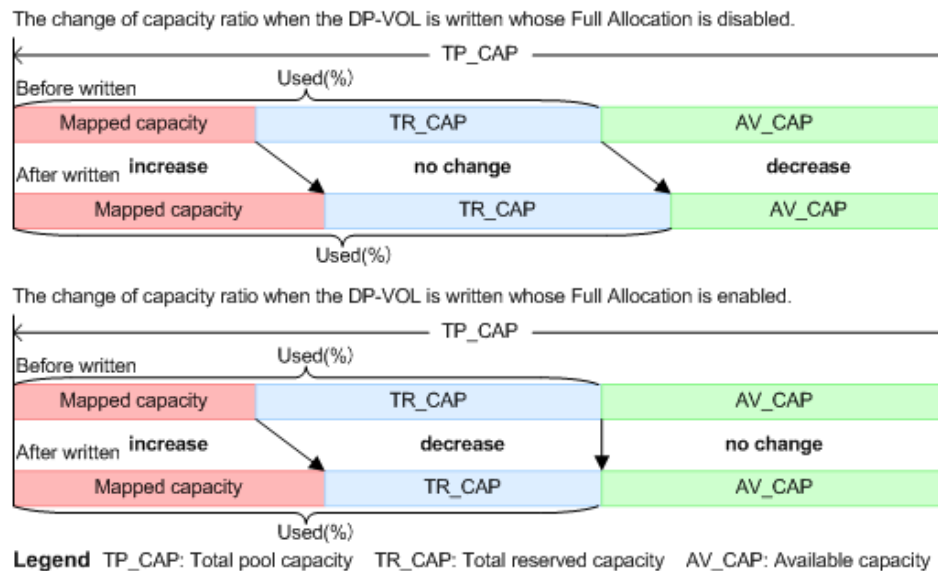 The change of capacity ratio when the DP-VOL is written whose Full Allocation is disabled.
TP_CAP
Used(%)
Before written
Mapped capacity TR_CAP AV_CAP
After written increase no change decrease
Mapped capacity TR_CAP AV_CAP
Used(%)
The change of capacity ratio when the DP-VOL is written whose Full Allocation is enabled.
TP_CAP
Used(%)
Before written
Mapped capacity TR_CAP AV_CAP
After written increase decrease no change
Mapped capacity TR_CAP AV_CAP
Used(%)
Legend TP_CAP: Total pool capacity TR_CAP: Total reserved capacity AV_CAP: Available capacity